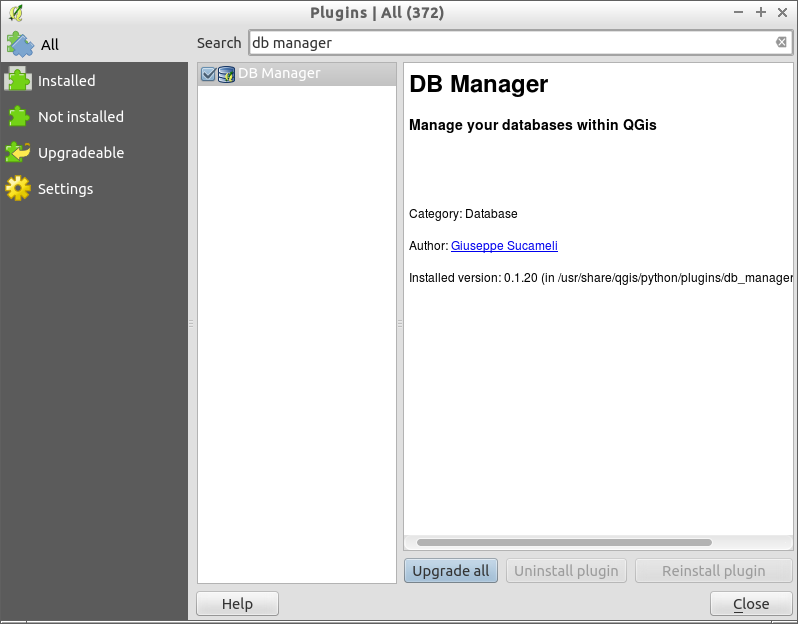 Plugins | All (372)
All
Search db manager
Installed
Not installed
Upgradeable
Settings
DB Manager
DB Manager
Manage your databases within QGis
Category: Database
Author: Giuseppe Sucameli
Installed version: 0.1.20 (in /usr/share/qgis/python/plugins/db_manager
Upgrade all
Uninstall plugin
Reinstall plugin
Help
Close